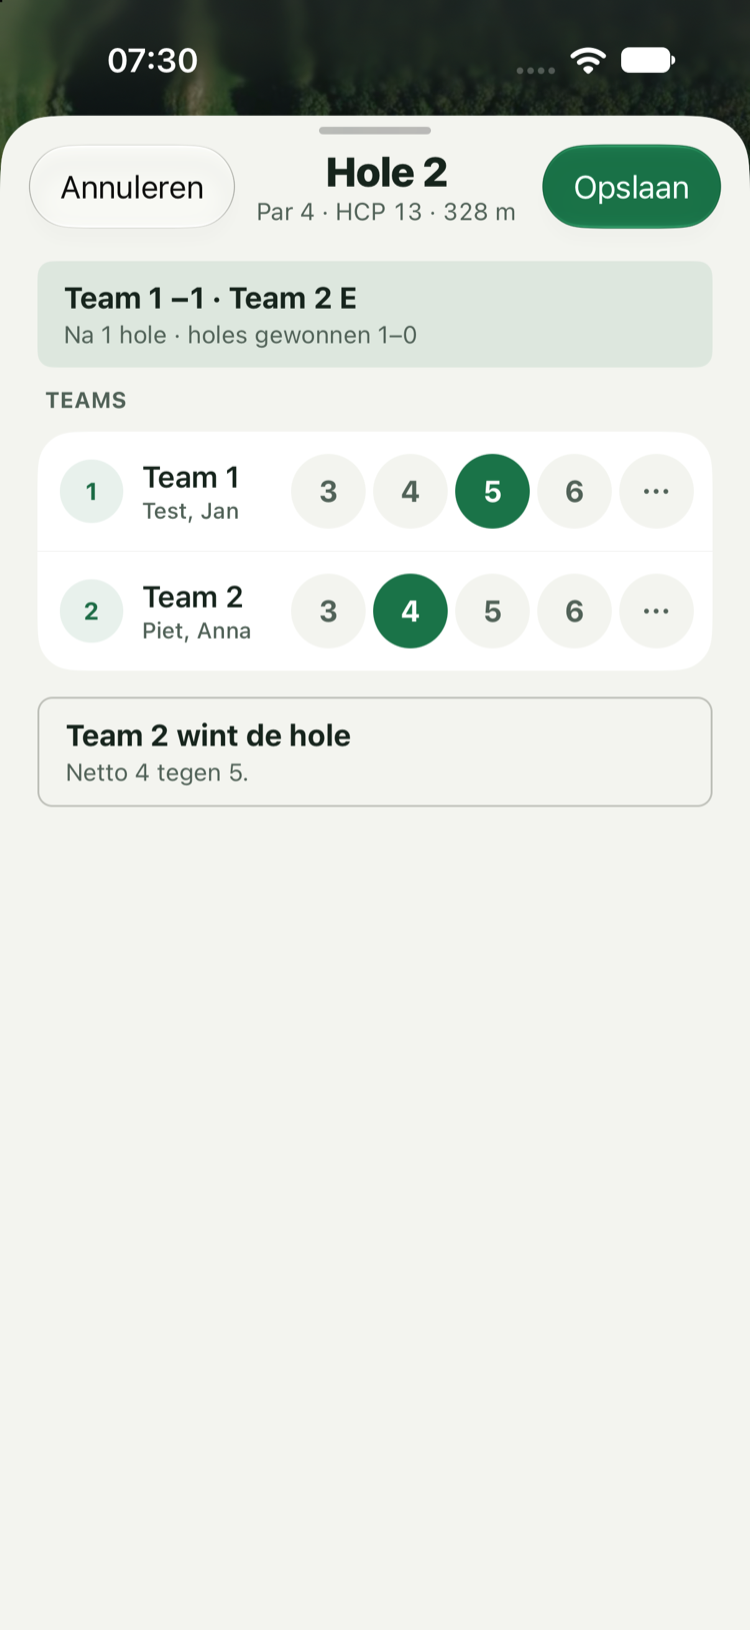 07:30
Annuleren
Hole 2
Par 4 · HCP 13 · 328 m
Opslaan
Team 1 –1 · Team 2 E
Na 1 hole · holes gewonnen 1–0
TEAMS
1
Team 1
Test, Jan
3 4 5 6 ...
2
Team 2
Piet, Anna
3 4 5 6 ...
Team 2 wint de hole
Netto 4 tegen 5.